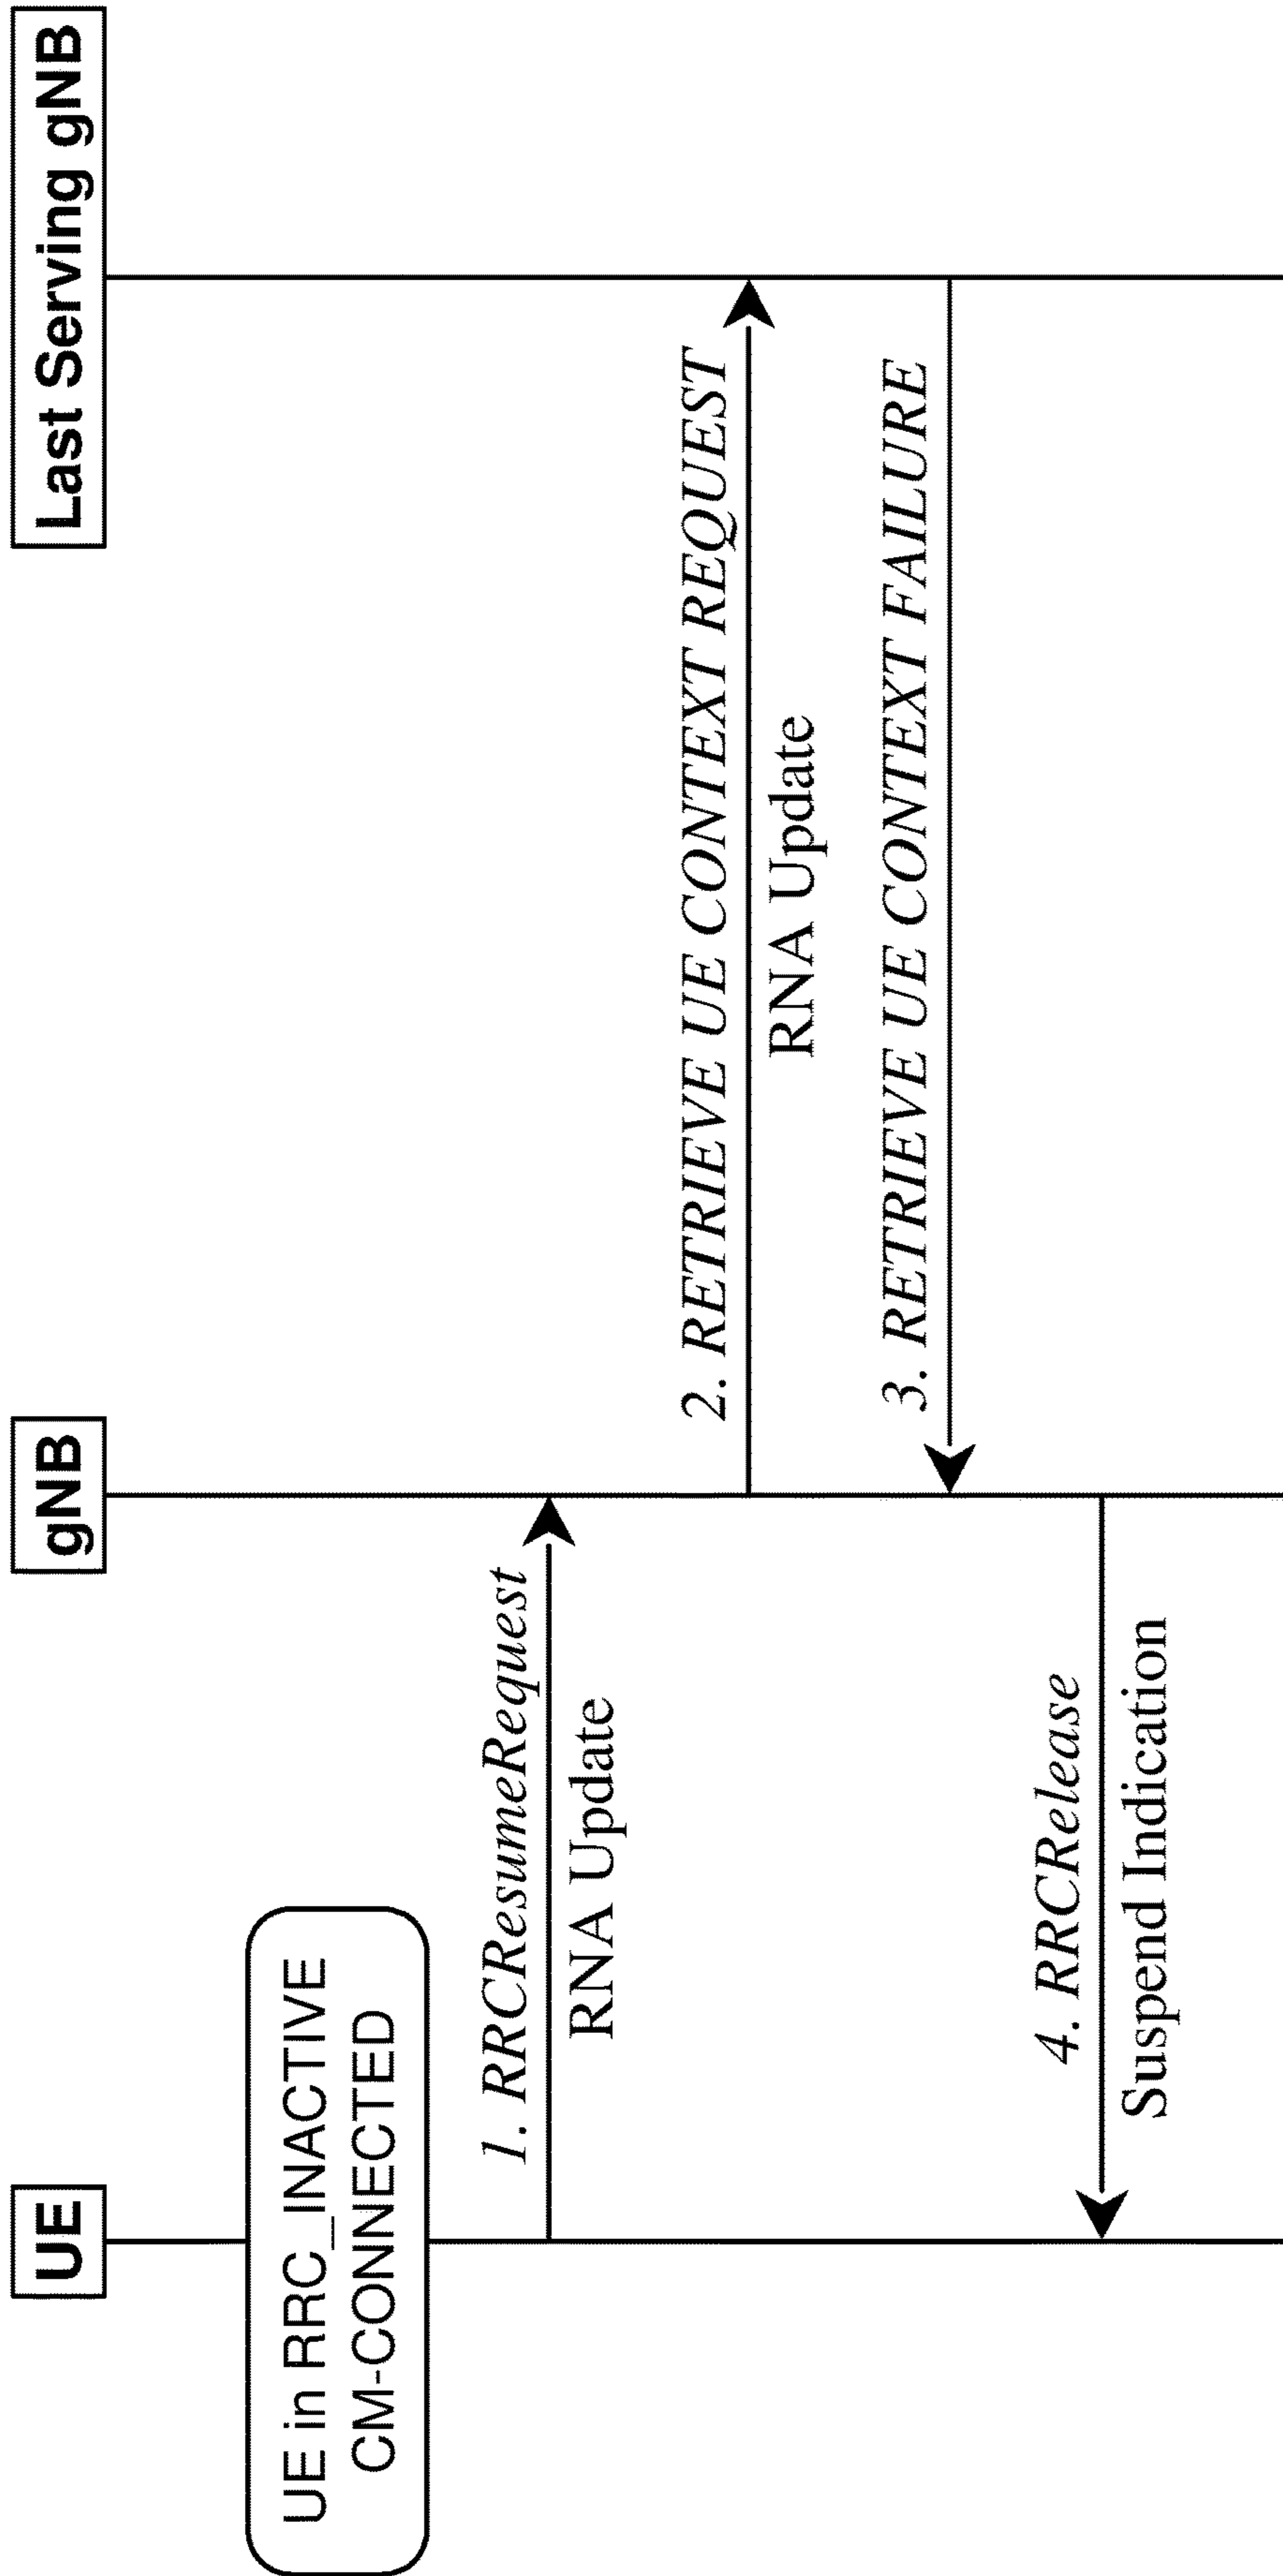 UE
gNB
Last Serving gNB
UE in RRC_INACTIVE
CM-CONNECTED
1. RRCResumeRequest
RNA Update
2. RETRIEVE UE CONTEXT REQUEST
RNA Update
3. RETRIEVE UE CONTEXT FAILURE
4. RRCRelease
Suspend Indication